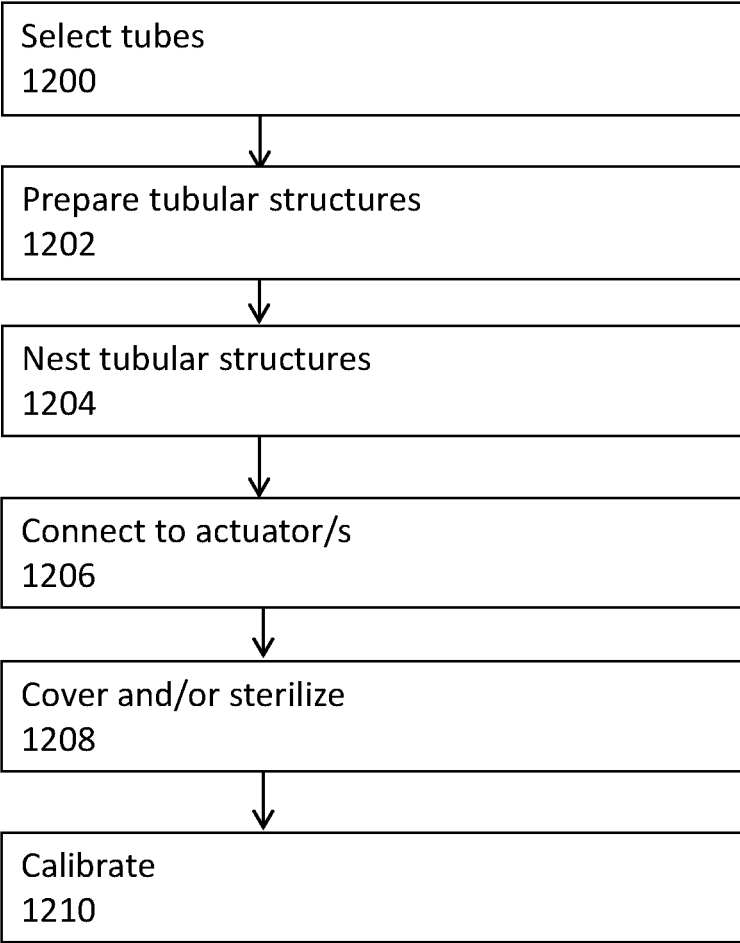 Select tubes
1200
Prepare tubular structures
1202
Nest tubular structures
1204
Connect to actuator/s
1206
Cover and/or sterilize
1208
Calibrate
1210